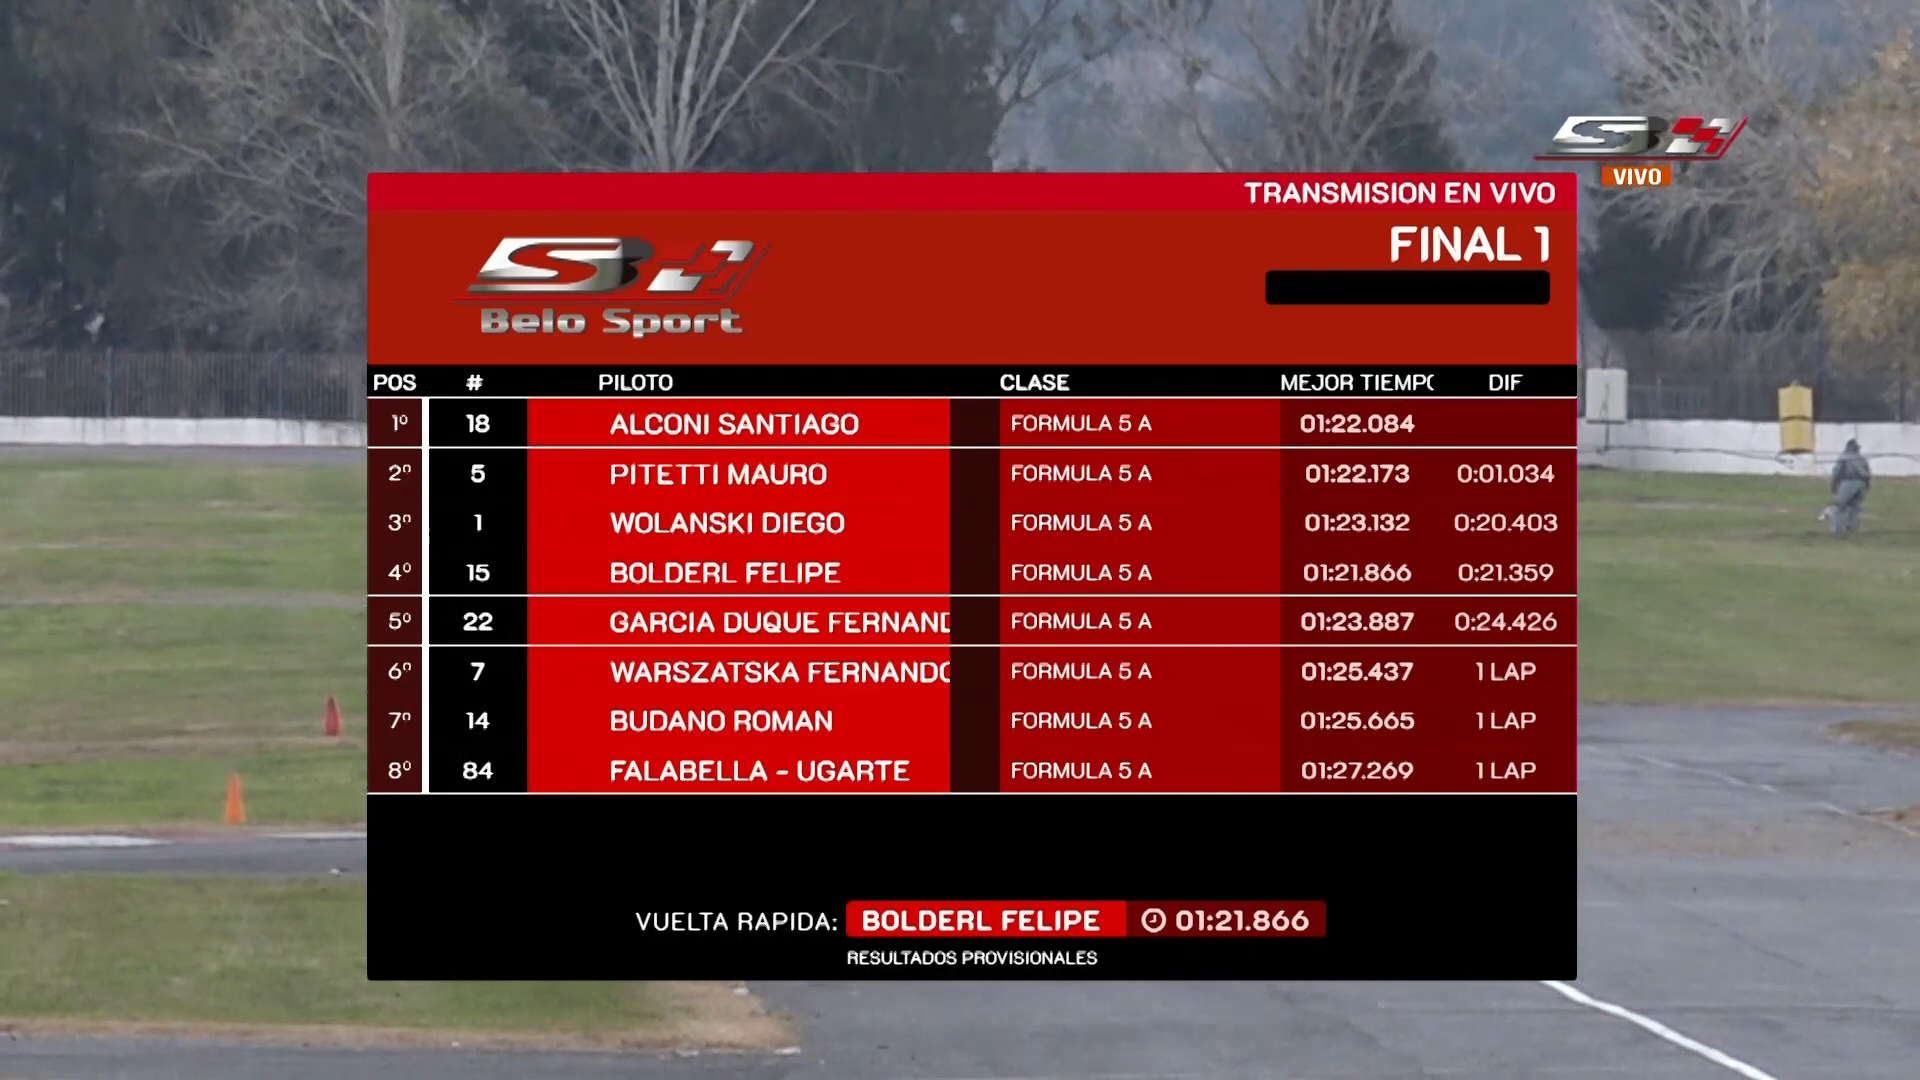 VIVO
TRANSMISION EN VIVO
FINAL 1
Belo Sport
POS # PILOTO CLASE MEJOR TIEMPO DIF
1º 18 ALCONI SANTIAGO FORMULA 5 A 01:22.084
2º 5 PITETTI MAURO FORMULA 5 A 01:22.173 0:01.034
3º 1 WOLANSKI DIEGO FORMULA 5 A 01:23.132 0:20.403
4º 15 BOLDERL FELIPE FORMULA 5 A 01:21.866 0:21.359
5º 22 GARCIA DUQUE FERNAND FORMULA 5 A 01:23.887 0:24.426
6º 7 WARSZATSKA FERNANDO FORMULA 5 A 01:25.437 1 LAP
7º 14 BUDANO ROMAN FORMULA 5 A 01:25.665 1 LAP
8º 84 FALABELLA - UGARTE FORMULA 5 A 01:27.269 1 LAP
VUELTA RAPIDA: BOLDERL FELIPE 01:21.866
RESULTADOS PROVISIONALES